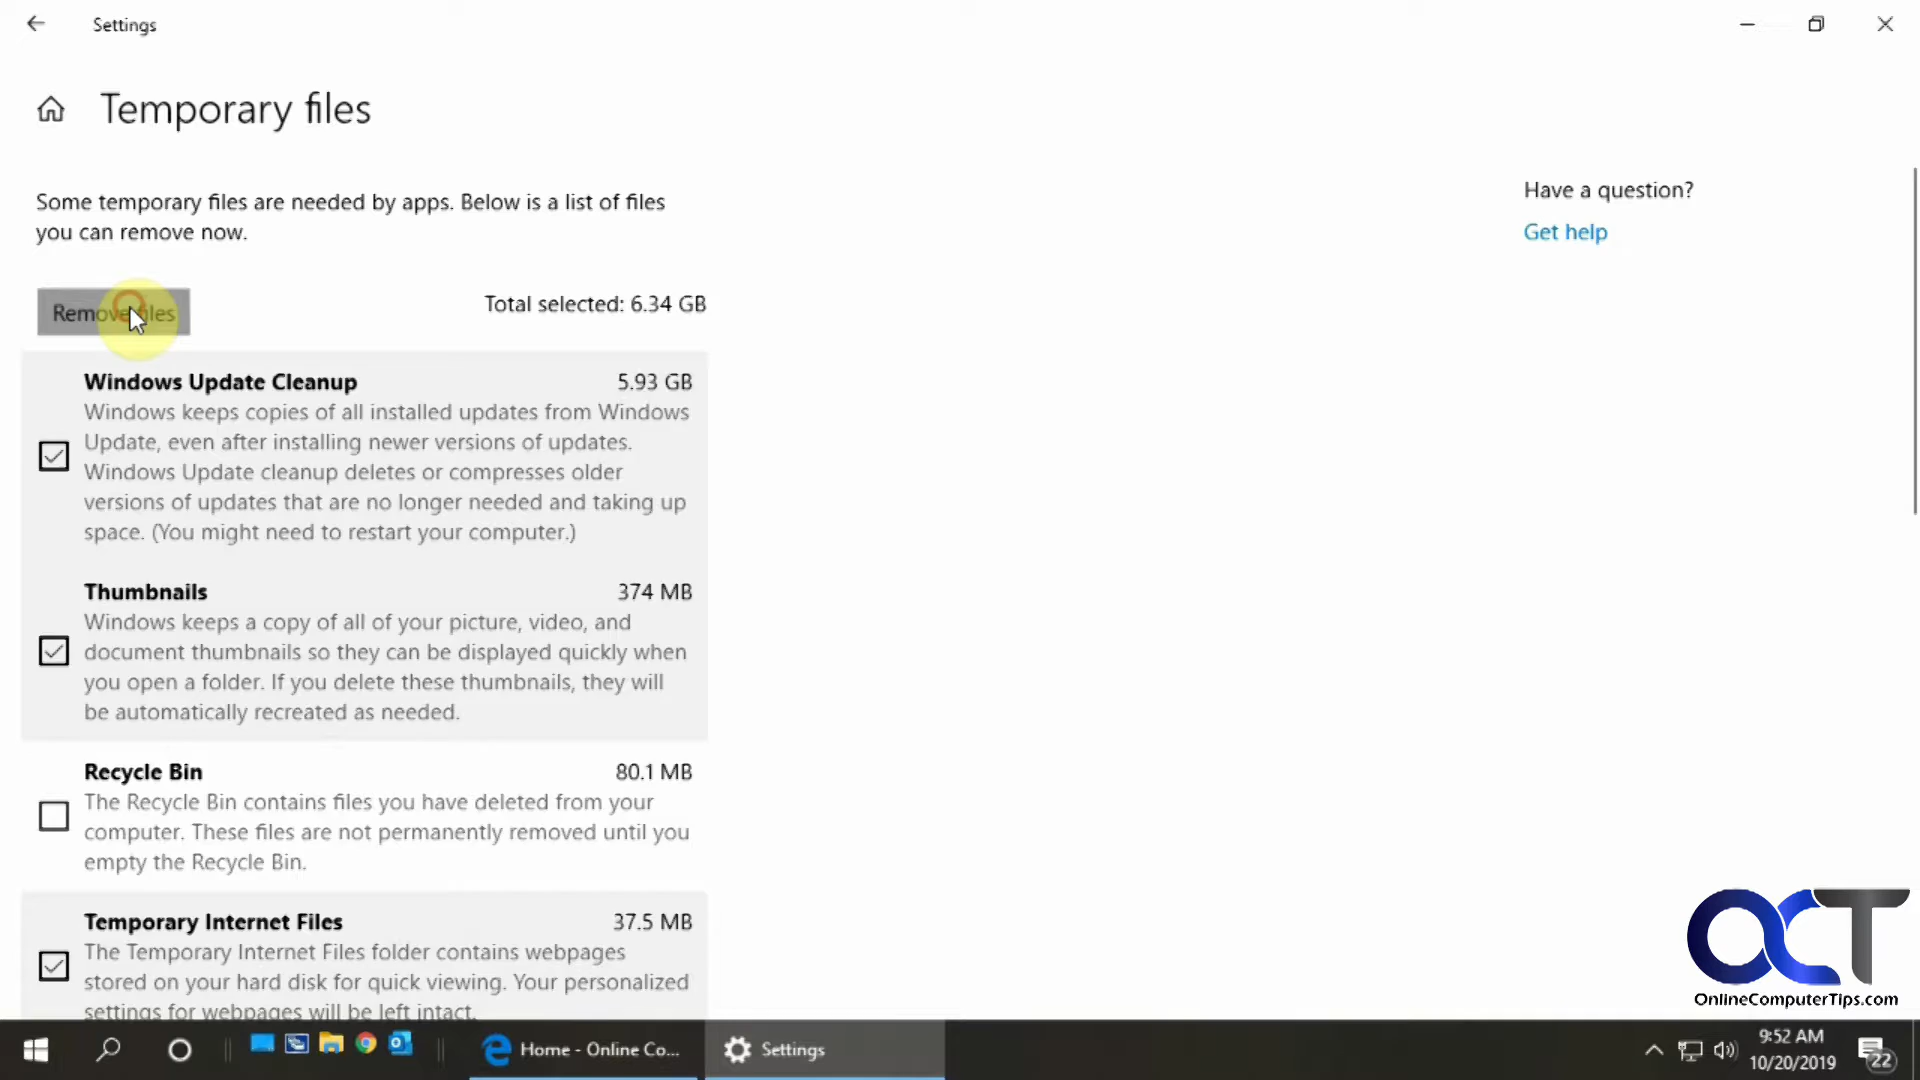 Settings
Temporary files
Some temporary files are needed by apps. Below is a list of files
you can remove now.
Have a question?
Get help
Remove files
Total selected: 6.34 GB
Windows Update Cleanup 5.93 GB
Windows keeps copies of all installed updates from Windows
Update, even after installing newer versions of updates.
Windows Update cleanup deletes or compresses older
versions of updates that are no longer needed and taking up
space. (You might need to restart your computer.)
Thumbnails 374 MB
Windows keeps a copy of all of your picture, video, and
document thumbnails so they can be displayed quickly when
you open a folder. If you delete these thumbnails, they will
be automatically recreated as needed.
Recycle Bin 80.1 MB
The Recycle Bin contains files you have deleted from your
computer. These files are not permanently removed until you
empty the Recycle Bin.
Temporary Internet Files 37.5 MB
The Temporary Internet Files folder contains webpages
stored on your hard disk for quick viewing. Your personalized
settings for webpages will be left intact.
OCT
OnlineComputerTips.com
Home - Online Co...
Settings
9:52 AM
10/20/2019
22